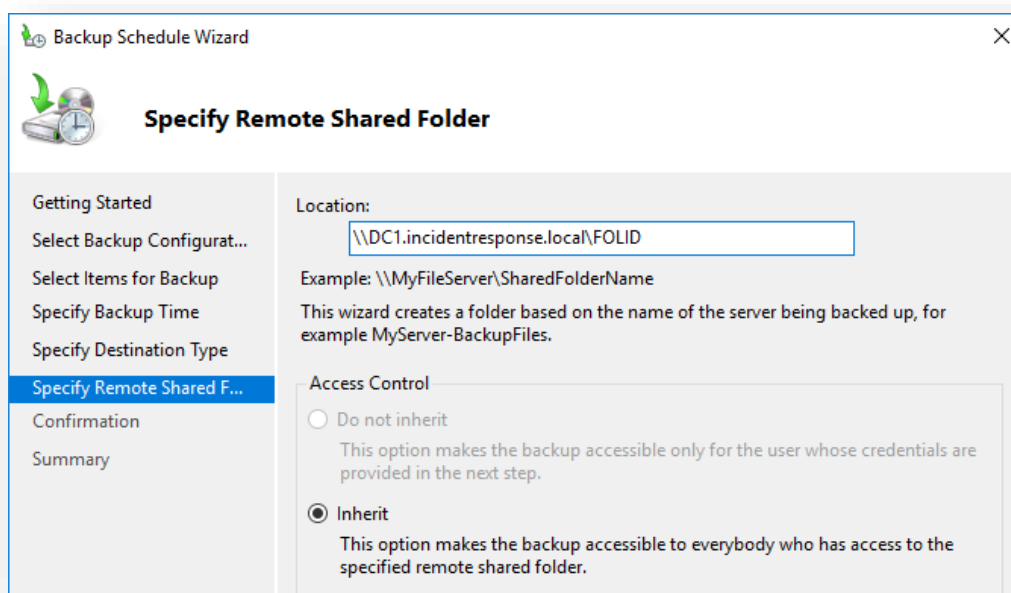 Backup Schedule Wizard
Specify Remote Shared Folder
Getting Started
Select Backup Configurat...
Select Items for Backup
Specify Backup Time
Specify Destination Type
Specify Remote Shared F...
Confirmation
Summary
Location:
\\DC1.incidentresponse.local\FOLID
Example: \\MyFileServer\SharedFolderName
This wizard creates a folder based on the name of the server being backed up, for
example MyServer-BackupFiles.
Access Control
Do not inherit
This option makes the backup accessible only for the user whose credentials are
provided in the next step.
Inherit
This option makes the backup accessible to everybody who has access to the
specified remote shared folder.